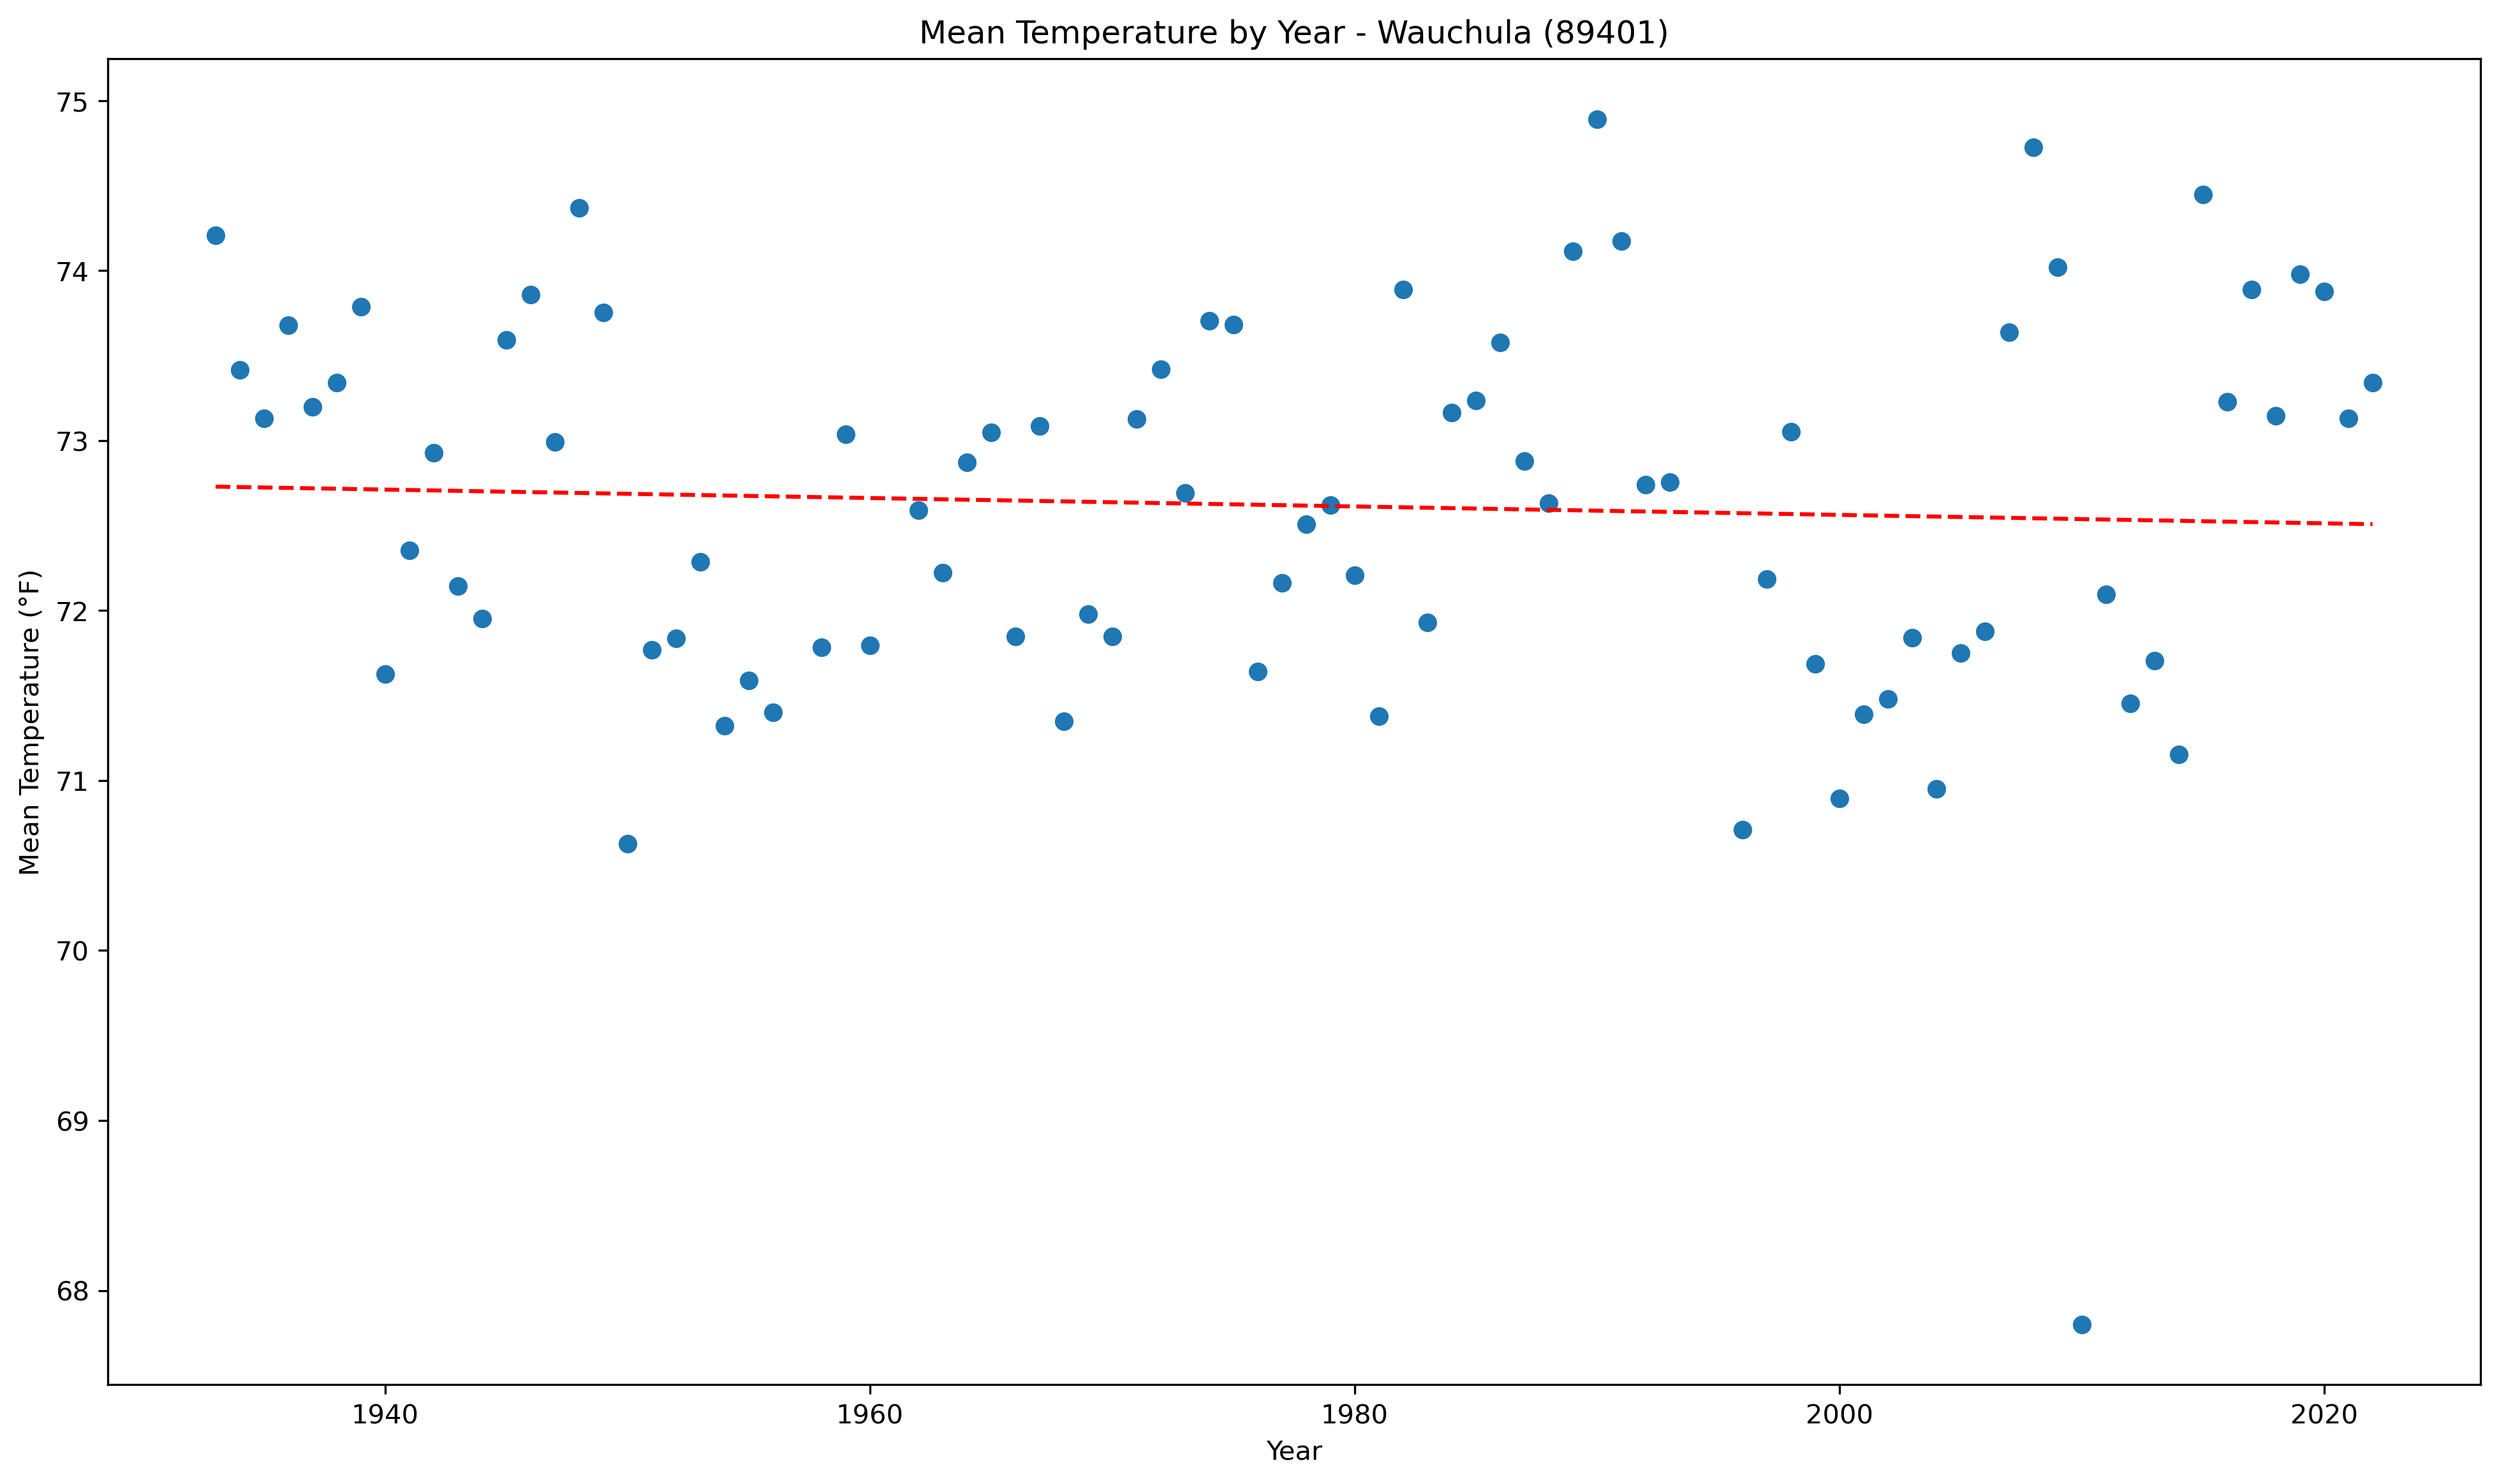 Mean Temperature by Year - Wauchula (89401)
Mean Temperature (°F)
75
74
73
72
71
70
69
68
1940 1960 1980 2000 2020
Year